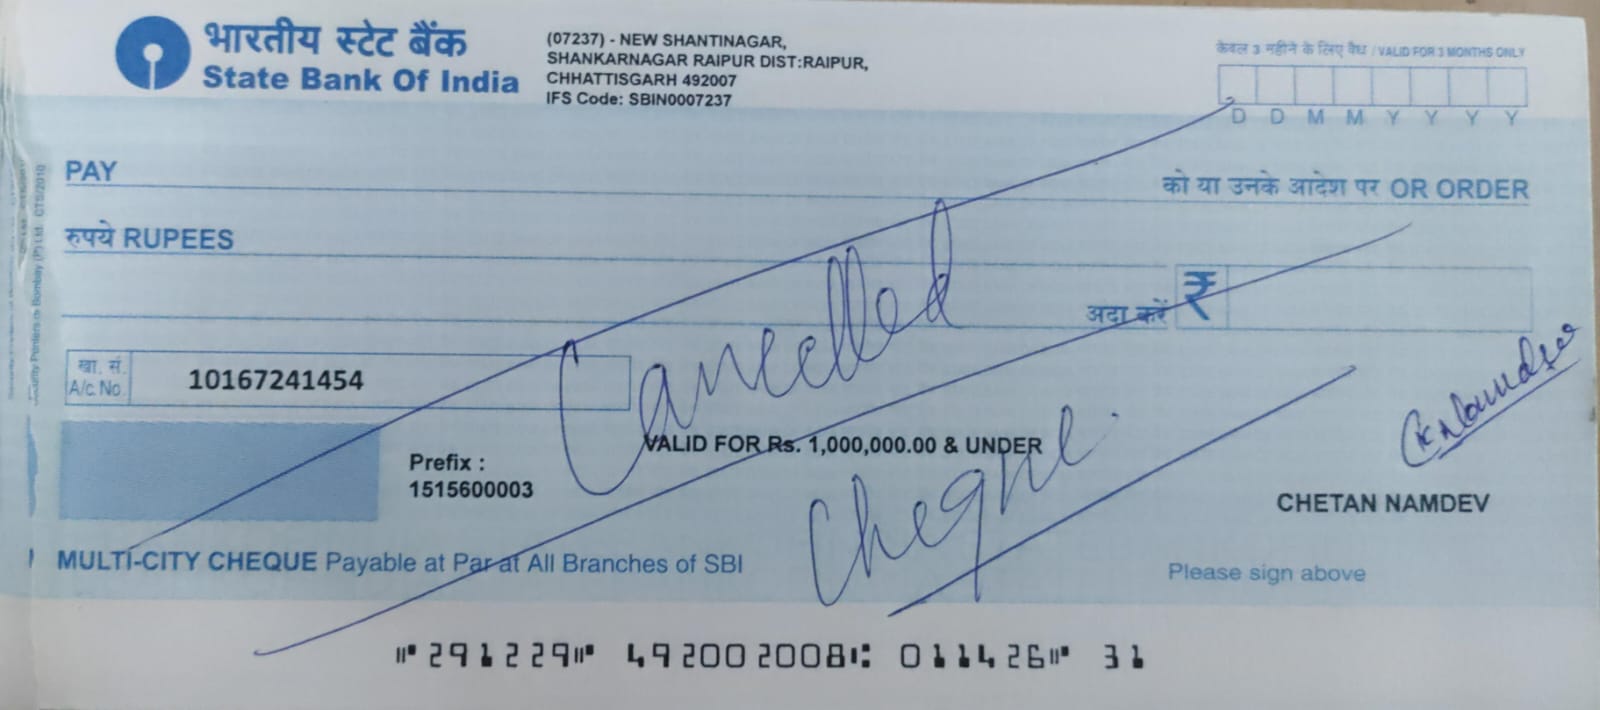 भारतीय स्टेट बैंक
State Bank Of India
(07237) - NEW SHANTINAGAR,
SHANKARNAGAR RAIPUR DIST:RAIPUR,
CHHATTISGARH 492007
IFS Code: SBIN0007237
केवल 3 महीने के लिए वैध / VALID FOR 3 MONTHS ONLY
D D M M Y Y Y Y
PAY
को या उनके आदेश पर OR ORDER
रुपये RUPEES
अदा करें ₹
खा. सं.
A/c. No.
10167241454
Cancelled
Cheque
VALID FOR Rs. 1,000,000.00 & UNDER
Prefix :
1515600003
CHETAN NAMDEV
MULTI-CITY CHEQUE Payable at Par at All Branches of SBI
Please sign above
⑈291229⑈ 492002008⑆ 011426⑈ 31